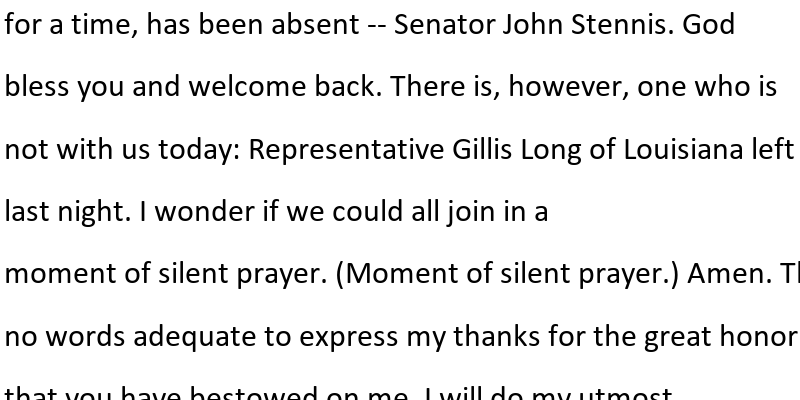 for a time, has been absent -- Senator John Stennis. God
bless you and welcome back. There is, however, one who is
not with us today: Representative Gillis Long of Louisiana left
last night. I wonder if we could all join in a
moment of silent prayer. (Moment of silent prayer.) Amen.
no words adequate to express my thanks for the great honor
that you have bestowed on me. I will do my utmost